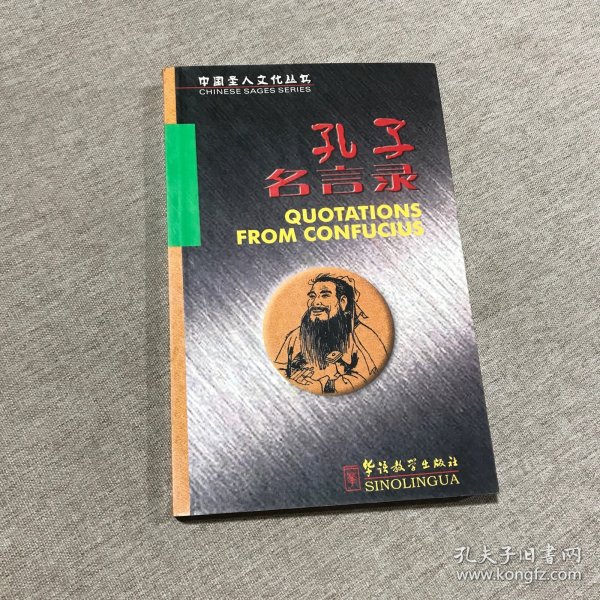 中国圣人文化丛书
CHINESE SAGES SERIES
孔子
名言录
QUOTATIONS
FROM CONFUCIUS
华语教学出版社
SINOLINGUA
孔夫子旧书网
www.kongfz.com